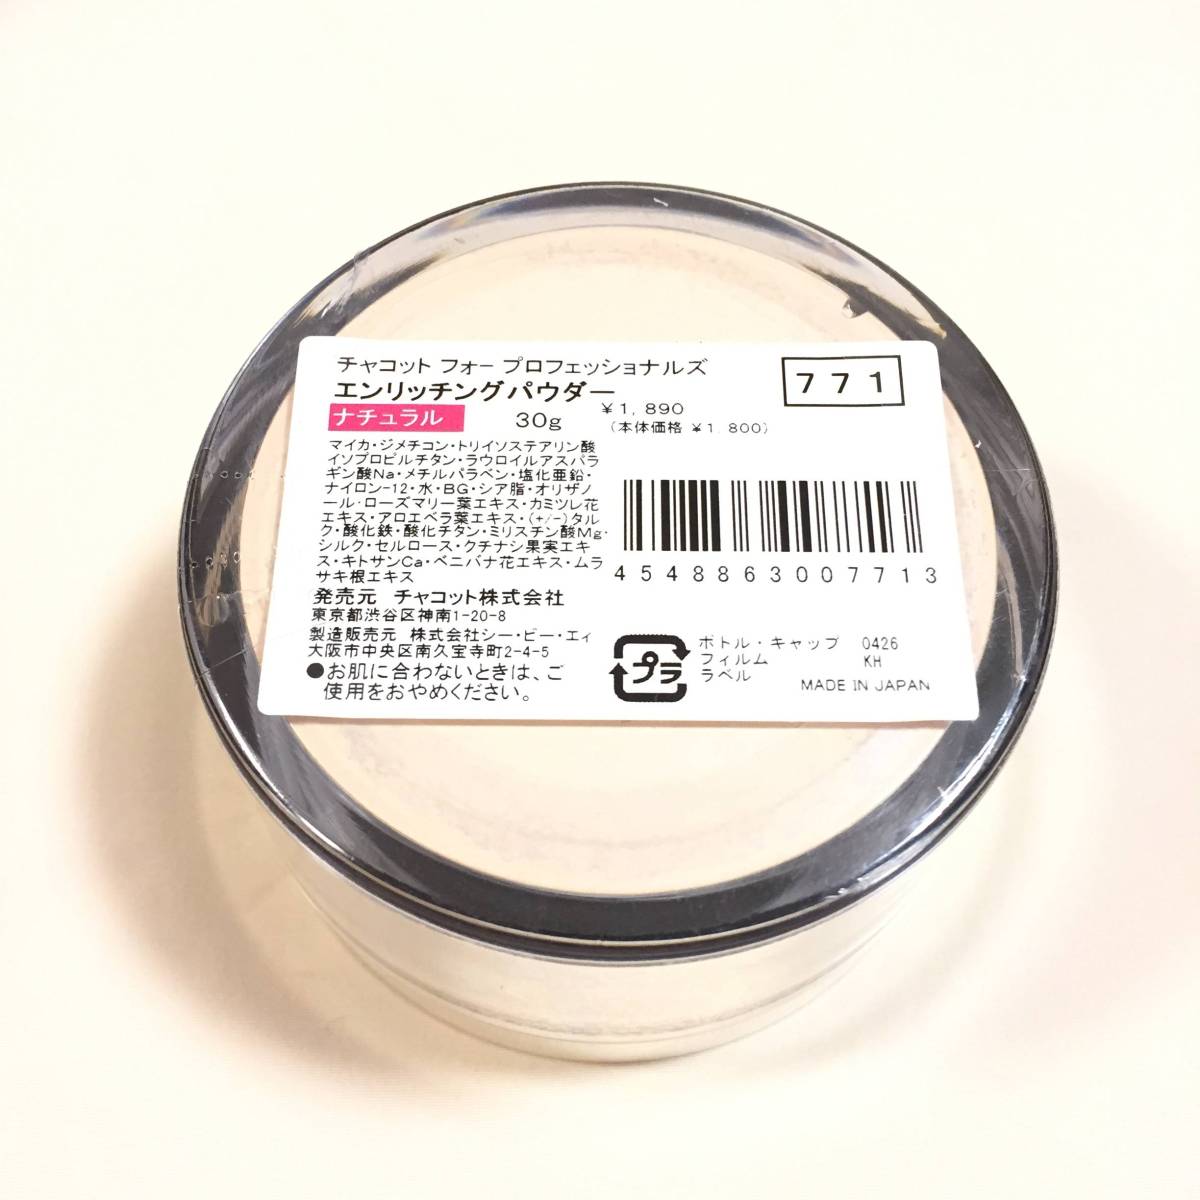 チャコット フォー プロフェッショナルズ
エンリッチングパウダー
771
ナチュラル 30g ¥1,890
(本体価格 ¥1,800)
マイカ・ジメチコン・トリイソステアリン酸
イソプロピルチタン・ラウロイルアスパラ
ギン酸Na・メチルパラベン・塩化亜鉛・
ナイロン-12・水・BG・シア脂・オリザノ
ール・ローズマリー葉エキス・カミツレ花
エキス・アロエベラ葉エキス・(+/-)タル
ク・酸化鉄・酸化チタン・ミリスチン酸Mg・
シルク・セルロース・クチナシ果実エキ
ス・キトサンCa・ベニバナ花エキス・ムラ
サキ根エキス
4548863007713
発売元 チャコット株式会社
東京都渋谷区神南1-20-8
製造販売元 株式会社シー・ビー・エィ
大阪市中央区南久宝寺町2-4-5
●お肌に合わないときは、ご
使用をおやめください。
プラ
ボトル・キャップ 0426
フィルム KH
ラベル
MADE IN JAPAN